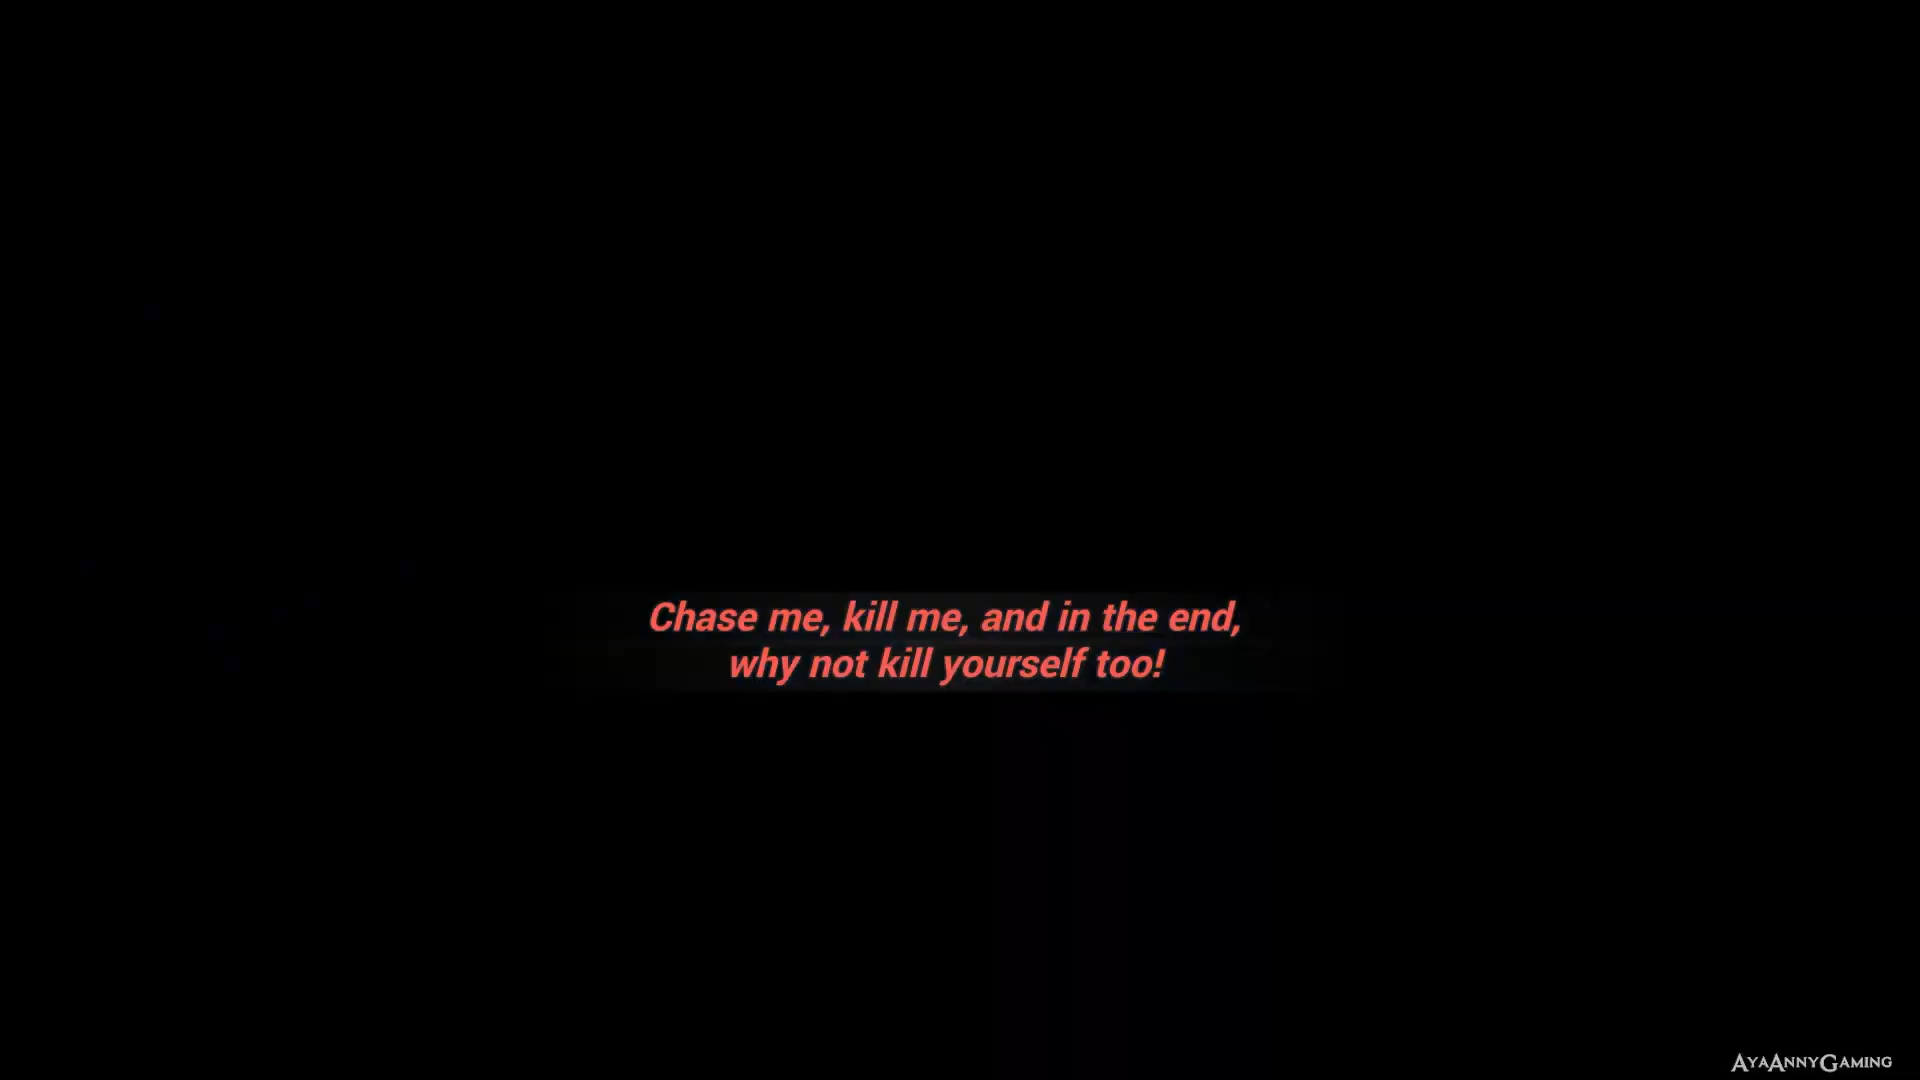 Chase me, kill me, and in the end,
why not kill yourself too!
AyaAnnyGaming